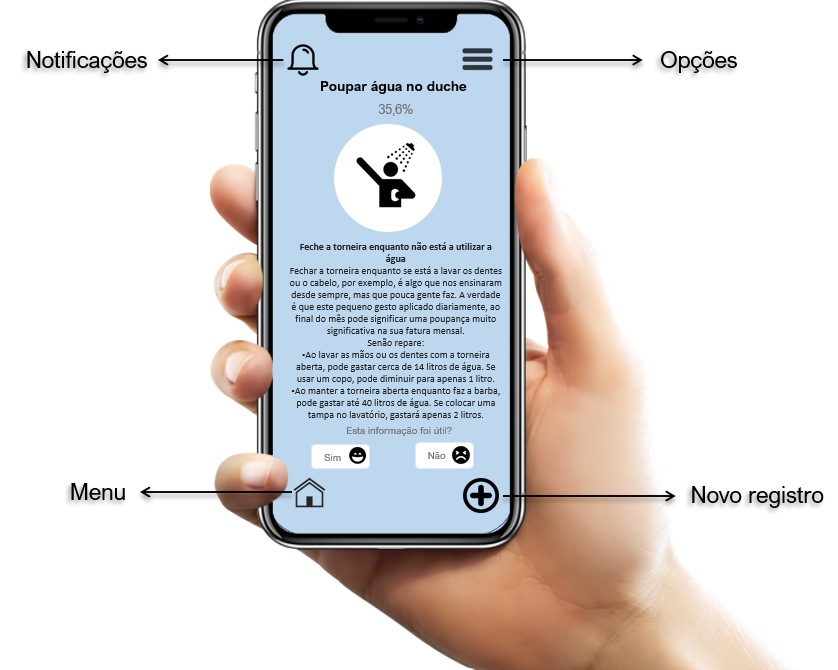 Notificações
Opções
Poupar água no duche
35,6%
Feche a torneira enquanto não está a utilizar a
água
Fechar a torneira enquanto se está a lavar os dentes
ou o cabelo, por exemplo, é algo que nos ensinaram
desde sempre, mas que pouca gente faz. A verdade
é que este pequeno gesto aplicado diariamente, ao
final do mês pode significar uma poupança muito
significativa na sua fatura mensal.
Senão repare:
•Ao lavar as mãos ou os dentes com a torneira
aberta, pode gastar cerca de 14 litros de água. Se
usar um copo, pode diminuir para apenas 1 litro.
•Ao manter a torneira aberta enquanto faz a barba,
pode gastar até 40 litros de água. Se colocar uma
tampa no lavatório, gastará apenas 2 litros.
Esta informação foi útil?
Sim
Não
Menu
Novo registro